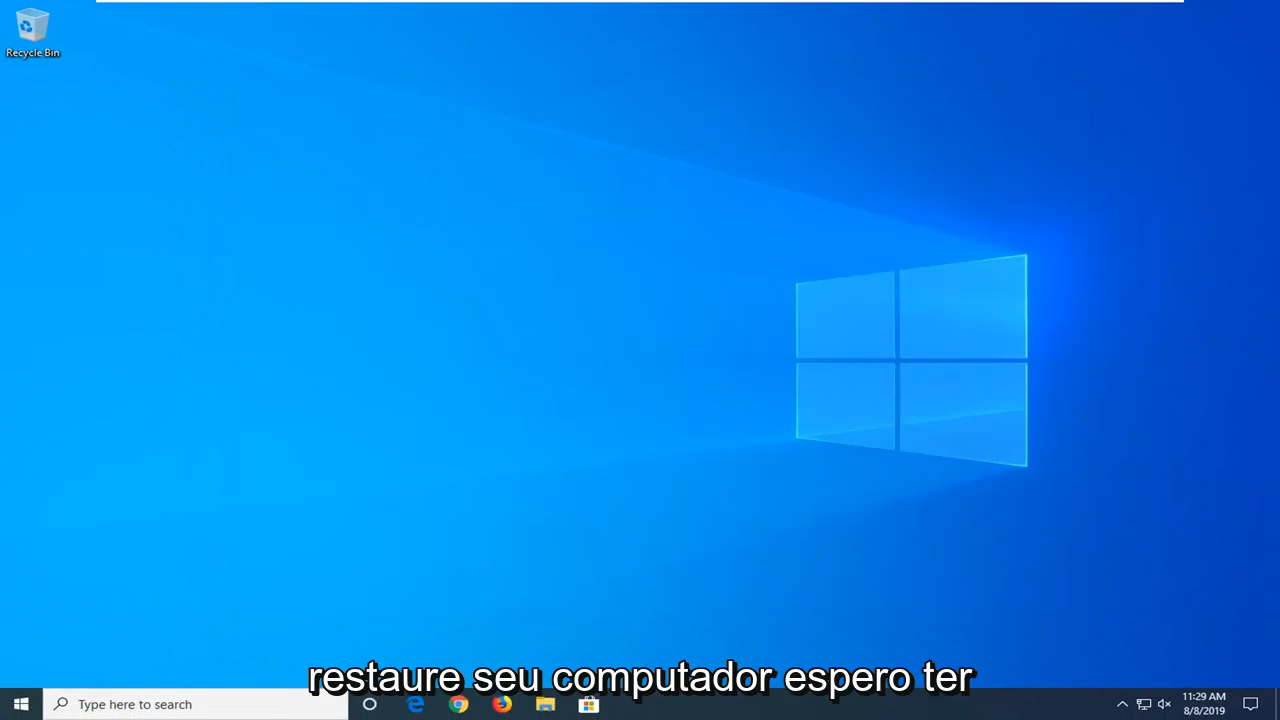 Recycle Bin
restaure seu computador espero ter
Type here to search
11:29 AM
8/8/2019